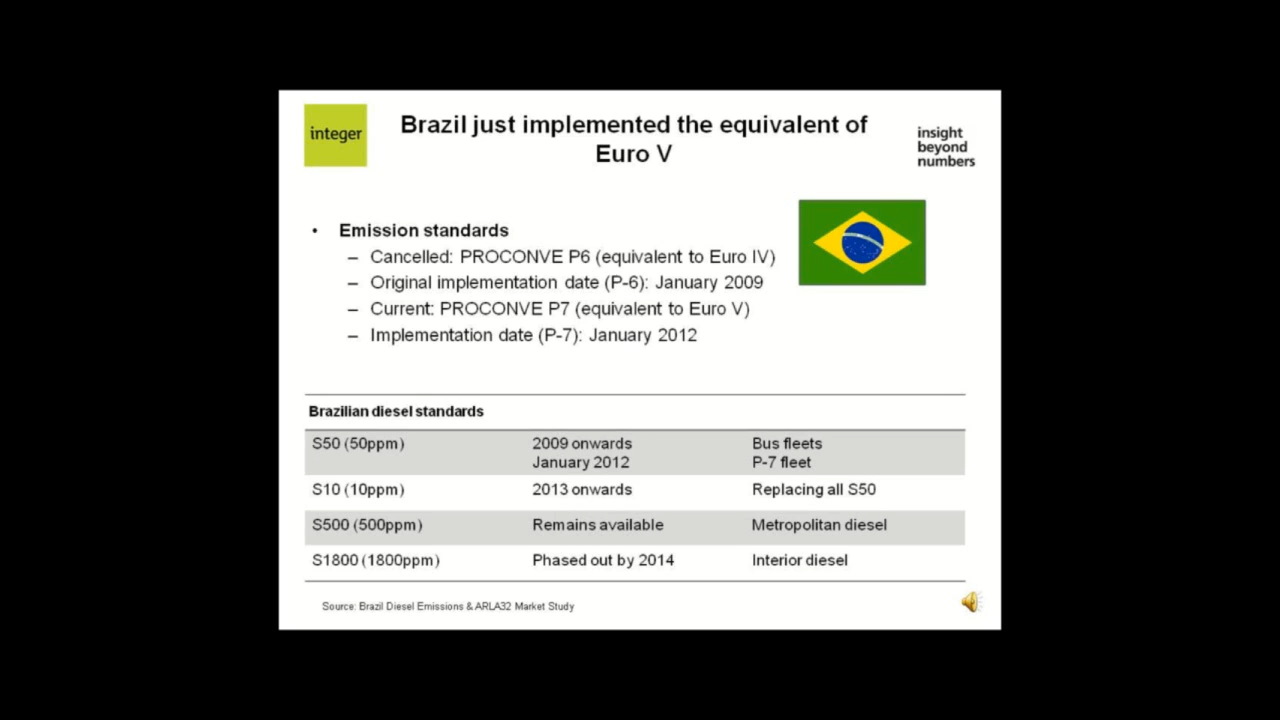 integer
Brazil just implemented the equivalent of
Euro V
insight
beyond
numbers
• Emission standards
– Cancelled: PROCONVE P6 (equivalent to Euro IV)
– Original implementation date (P-6): January 2009
– Current: PROCONVE P7 (equivalent to Euro V)
– Implementation date (P-7): January 2012
Brazilian diesel standards
S50 (50ppm) 2009 onwards Bus fleets
January 2012 P-7 fleet
S10 (10ppm) 2013 onwards Replacing all S50
S500 (500ppm) Remains available Metropolitan diesel
S1800 (1800ppm) Phased out by 2014 Interior diesel
Source: Brazil Diesel Emissions & ARLA32 Market Study